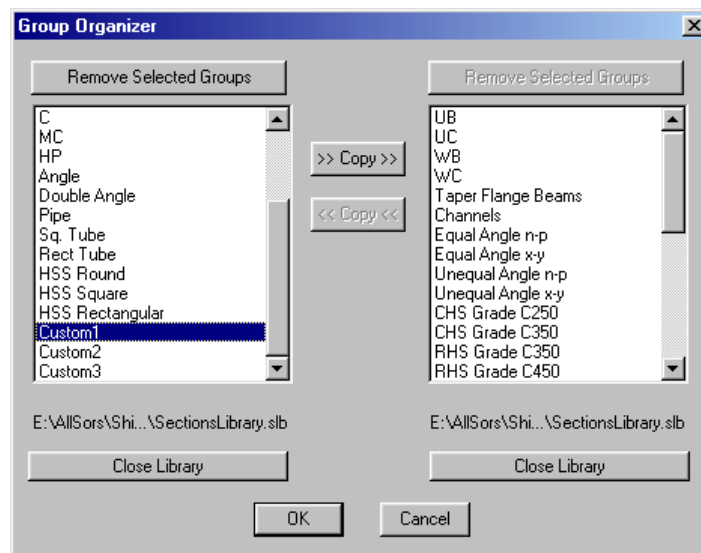 Group Organizer
Remove Selected Groups
C
MC
HP
Angle
Double Angle
Pipe
Sq. Tube
Rect Tube
HSS Round
HSS Square
HSS Rectangular
Custom1
Custom2
Custom3
E:\AllSors\Shi...\SectionsLibrary.slb
Close Library
>> Copy >>
<< Copy <<
Remove Selected Groups
UB
UC
WB
WC
Taper Flange Beams
Channels
Equal Angle n-p
Equal Angle x-y
Unequal Angle n-p
Unequal Angle x-y
CHS Grade C250
CHS Grade C350
RHS Grade C350
RHS Grade C450
E:\AllSors\Shi...\SectionsLibrary.slb
Close Library
OK
Cancel